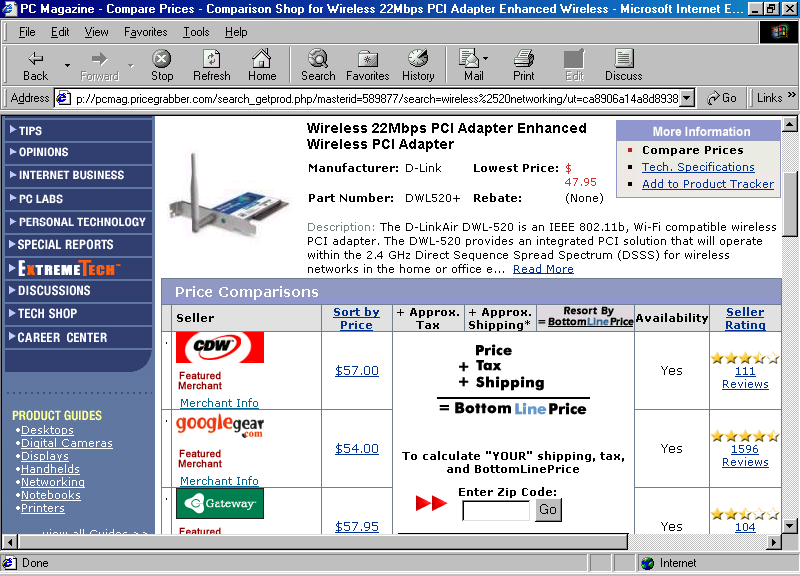 PC Magazine - Compare Prices - Comparison Shop for Wireless 22Mbps PCI Adapter Enhanced Wireless - Microsoft Internet E...
File Edit View Favorites Tools Help
Back Forward Stop Refresh Home Search Favorites History Mail Print Edit Discuss
Address p://pcmag.pricegrabber.com/search_getprod.php/masterid=589877/search=wireless%2520networking/ut=ca8906a14a8d8938 Go Links »
TIPS
OPINIONS
INTERNET BUSINESS
PC LABS
PERSONAL TECHNOLOGY
SPECIAL REPORTS
EXTREMETECH™
DISCUSSIONS
TECH SHOP
CAREER CENTER
PRODUCT GUIDES
•Desktops
•Digital Cameras
•Displays
•Handhelds
•Networking
•Notebooks
•Printers
view all Guides >>
Wireless 22Mbps PCI Adapter Enhanced
Wireless PCI Adapter
Manufacturer: D-Link Lowest Price: $
47.95
Part Number: DWL520+ Rebate: (None)
Description: The D-LinkAir DWL-520 is an IEEE 802.11b, Wi-Fi compatible wireless
PCI adapter. The DWL-520 provides an integrated PCI solution that will operate
within the 2.4 GHz Direct Sequence Spread Spectrum (DSSS) for wireless
networks in the home or office e... Read More
More Information
Compare Prices
Tech. Specifications
Add to Product Tracker
Price Comparisons
Seller Sort by Price + Approx. Tax + Approx. Shipping* Resort By = BottomLinePrice Availability Seller Rating
CDW
Featured
Merchant
Merchant Info
$57.00
Yes
111
Reviews
googlegear
.com
Featured
Merchant
Merchant Info
$54.00
Yes
1596
Reviews
Gateway
Featured
$57.95
Yes
104
Price
+ Tax
+ Shipping
= Bottom Line Price
To calculate "YOUR" shipping, tax,
and BottomLinePrice
Enter Zip Code:
Go
Done Internet